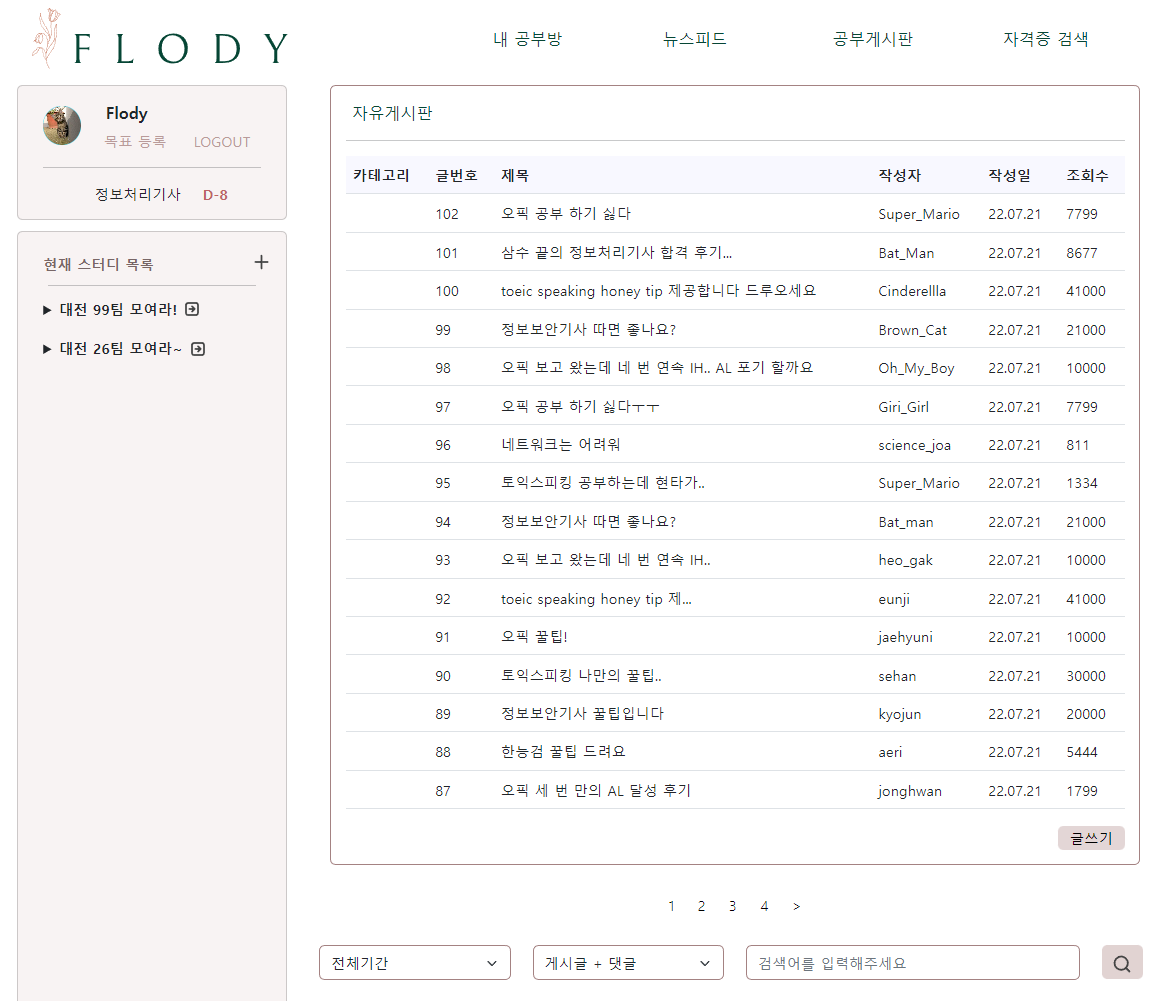 FLODY
내 공부방 뉴스피드 공부게시판 자격증 검색
Flody
목표 등록 LOGOUT
정보처리기사 D-8
현재 스터디 목록 +
▶ 대전 99팀 모여라!
▶ 대전 26팀 모여라~
자유게시판
카테고리 글번호 제목 작성자 작성일 조회수
102 오픽 공부 하기 싫다 Super_Mario 22.07.21 7799
101 삼수 끝의 정보처리기사 합격 후기... Bat_Man 22.07.21 8677
100 toeic speaking honey tip 제공합니다 드루오세요 Cinderellla 22.07.21 41000
99 정보보안기사 따면 좋나요? Brown_Cat 22.07.21 21000
98 오픽 보고 왔는데 네 번 연속 IH.. AL 포기 할까요 Oh_My_Boy 22.07.21 10000
97 오픽 공부 하기 싫다ㅜㅜ Giri_Girl 22.07.21 7799
96 네트워크는 어려워 science_joa 22.07.21 811
95 토익스피킹 공부하는데 현타가.. Super_Mario 22.07.21 1334
94 정보보안기사 따면 좋나요? Bat_man 22.07.21 21000
93 오픽 보고 왔는데 네 번 연속 IH.. heo_gak 22.07.21 10000
92 toeic speaking honey tip 제... eunji 22.07.21 41000
91 오픽 꿀팁! jaehyuni 22.07.21 10000
90 토익스피킹 나만의 꿀팁.. sehan 22.07.21 30000
89 정보보안기사 꿀팁입니다 kyojun 22.07.21 20000
88 한능검 꿀팁 드려요 aeri 22.07.21 5444
87 오픽 세 번 만의 AL 달성 후기 jonghwan 22.07.21 1799
글쓰기
1 2 3 4 >
전체기간 게시글 + 댓글 검색어를 입력해주세요